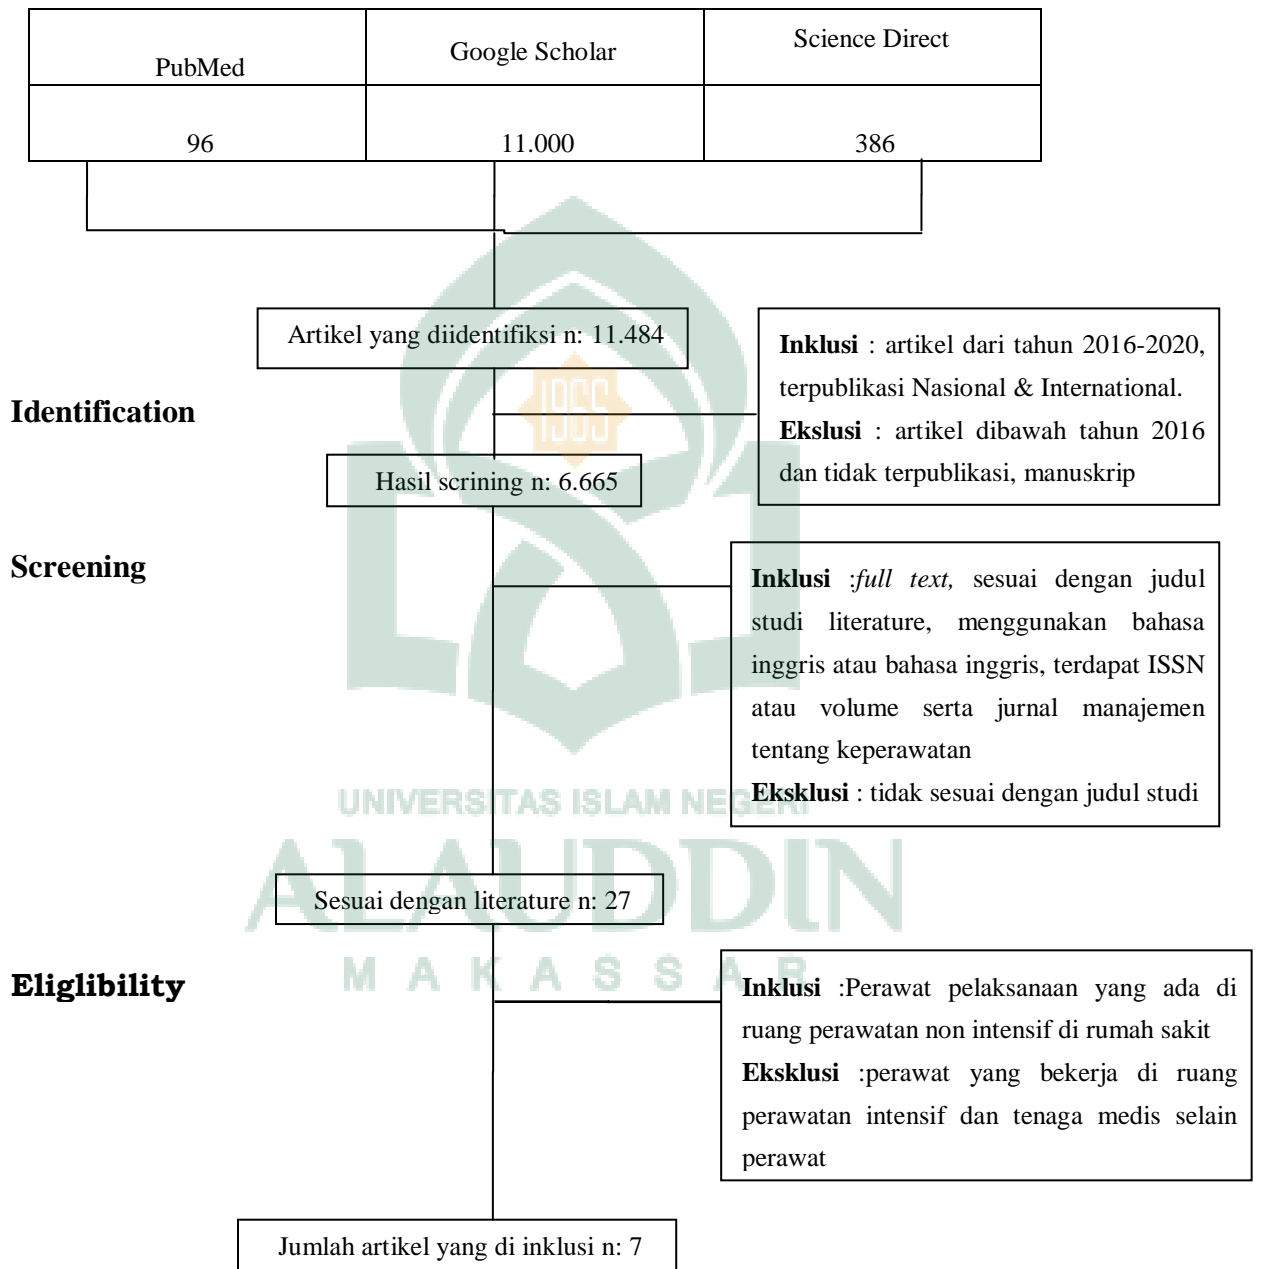 PubMed
Google Scholar
Science Direct
96
11.000
386
Artikel yang diidentifiksi n: 11.484
Inklusi : artikel dari tahun 2016-2020,
terpublikasi Nasional & International.
Ekslusi : artikel dibawah tahun 2016
dan tidak terpublikasi, manuskrip
1965
Identification
Hasil scrining n: 6.665
Screening
Inklusi :full text, sesuai dengan judul
studi literature, menggunakan bahasa
inggris atau bahasa inggris, terdapat ISSN
atau volume serta jurnal manajemen
tentang keperawatan
Eksklusi : tidak sesuai dengan judul studi
UNIVERSITAS ISLAM NEGERI
ALAUDDIN
MAKASSAR
Sesuai dengan literature n: 27
Eliglibility
Inklusi :Perawat pelaksanaan yang ada di
ruang perawatan non intensif di rumah sakit
Eksklusi :perawat yang bekerja di ruang
perawatan intensif dan tenaga medis selain
perawat
Jumlah artikel yang di inklusi n: 7